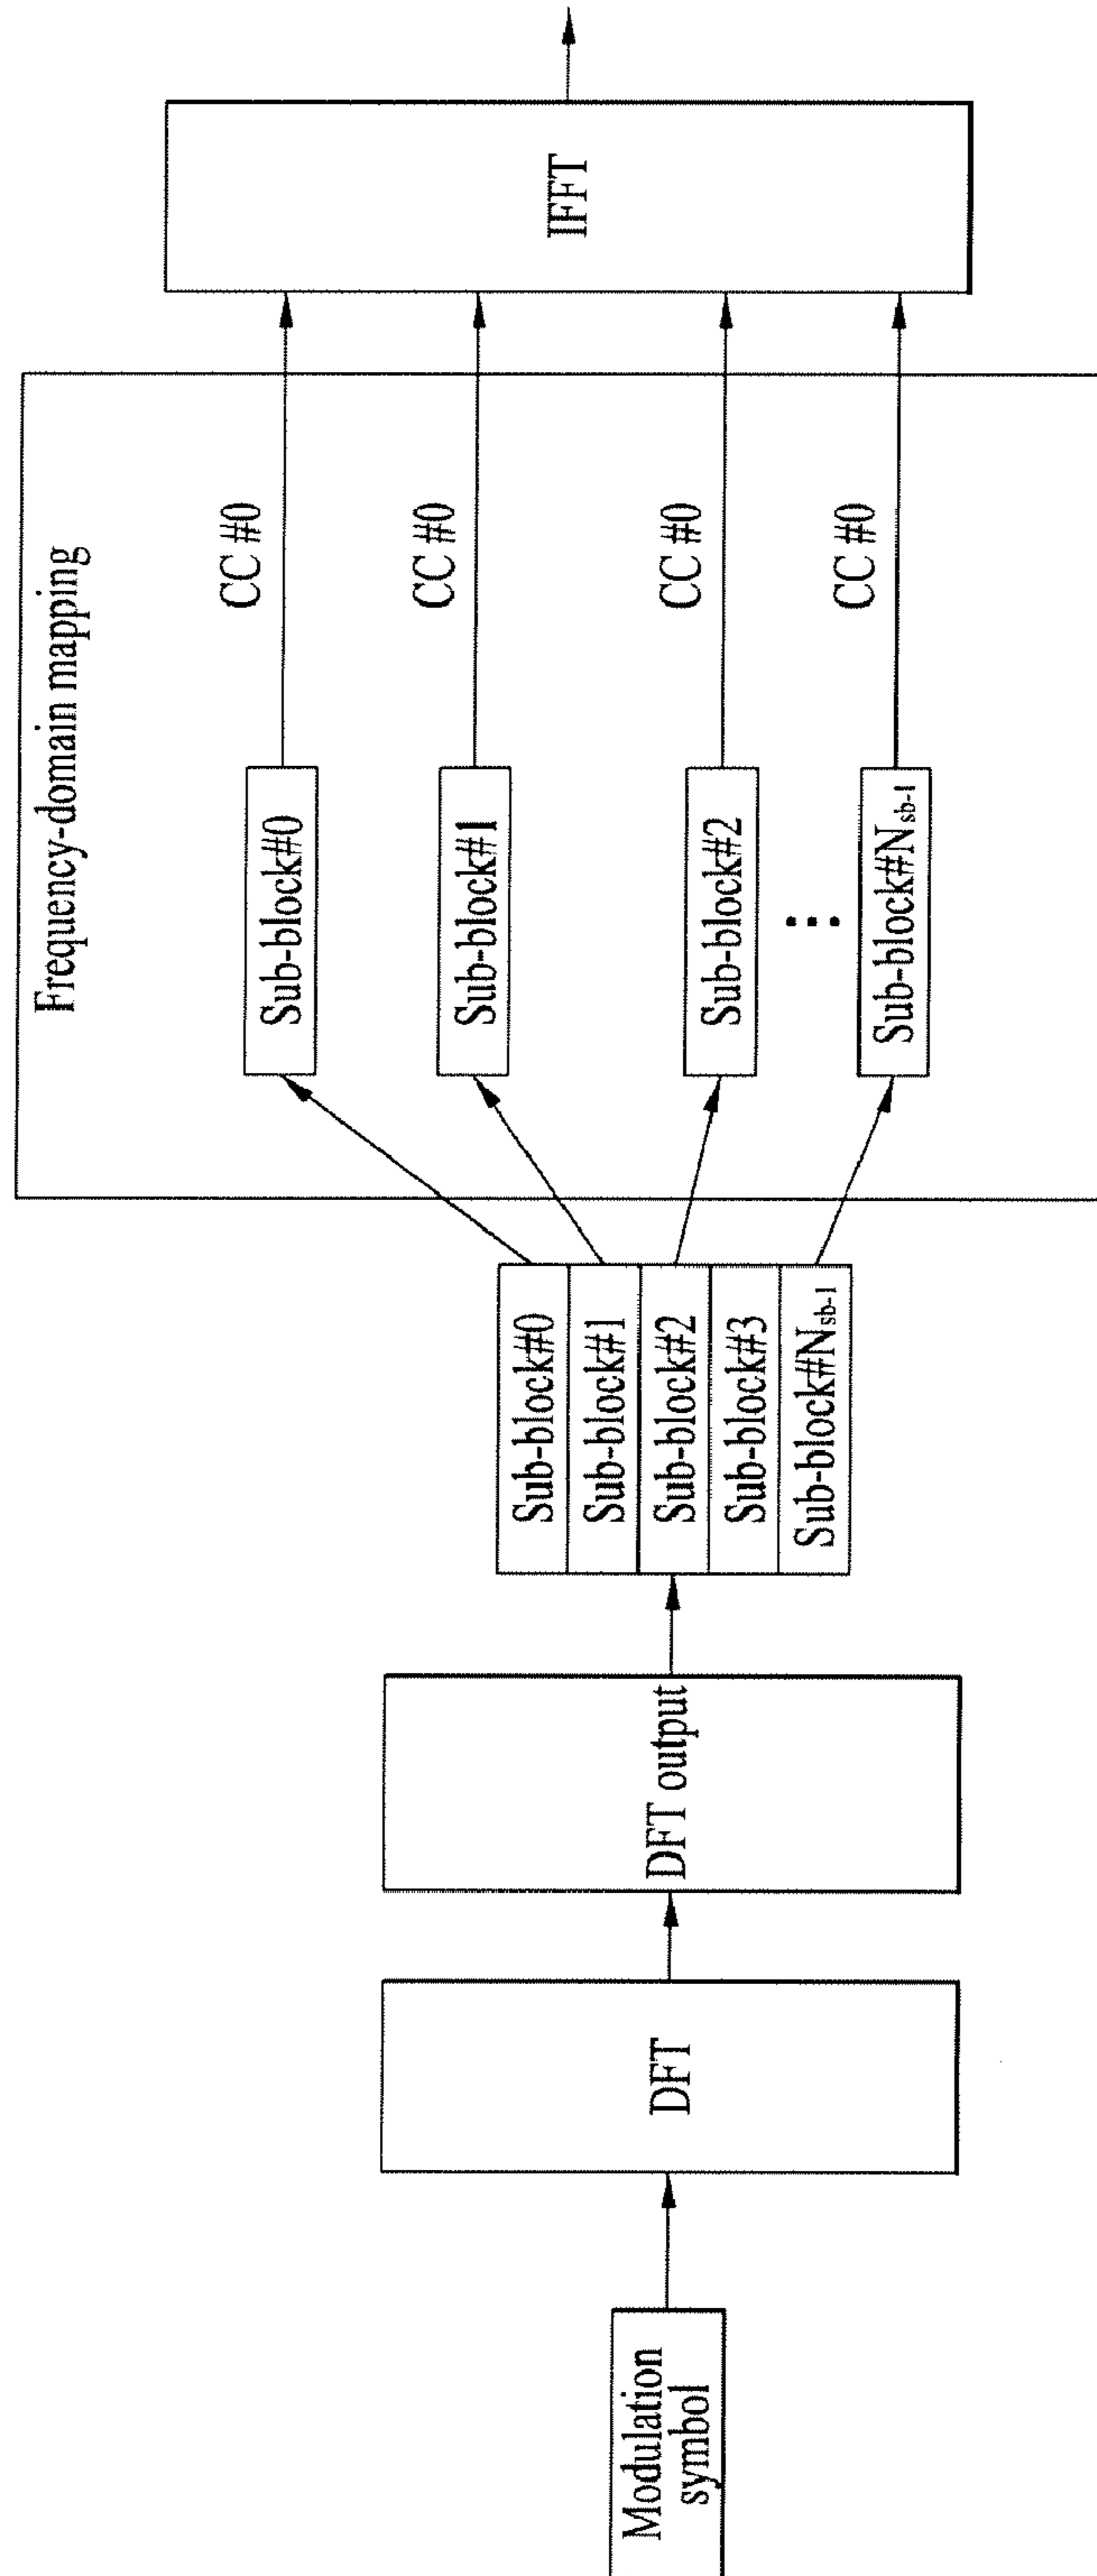 Modulation
symbol
DFT
DFT output
Sub-block#0
Sub-block#1
Sub-block#2
Sub-block#3
Sub-block#Nsb-1
Frequency-domain mapping
Sub-block#0
CC #0
Sub-block#1
CC #0
Sub-block#2
CC #0
⋮
Sub-block#Nsb-1
CC #0
IFFT